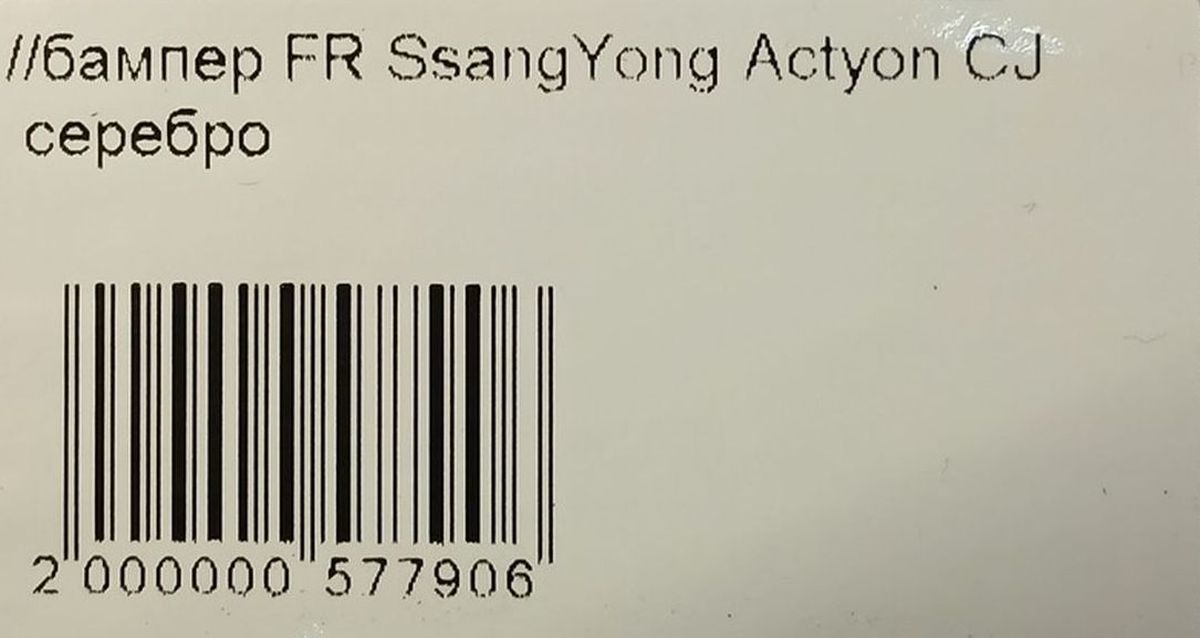 //бампер FR SsangYong Actyon CJ
серебро
2 000000 577906